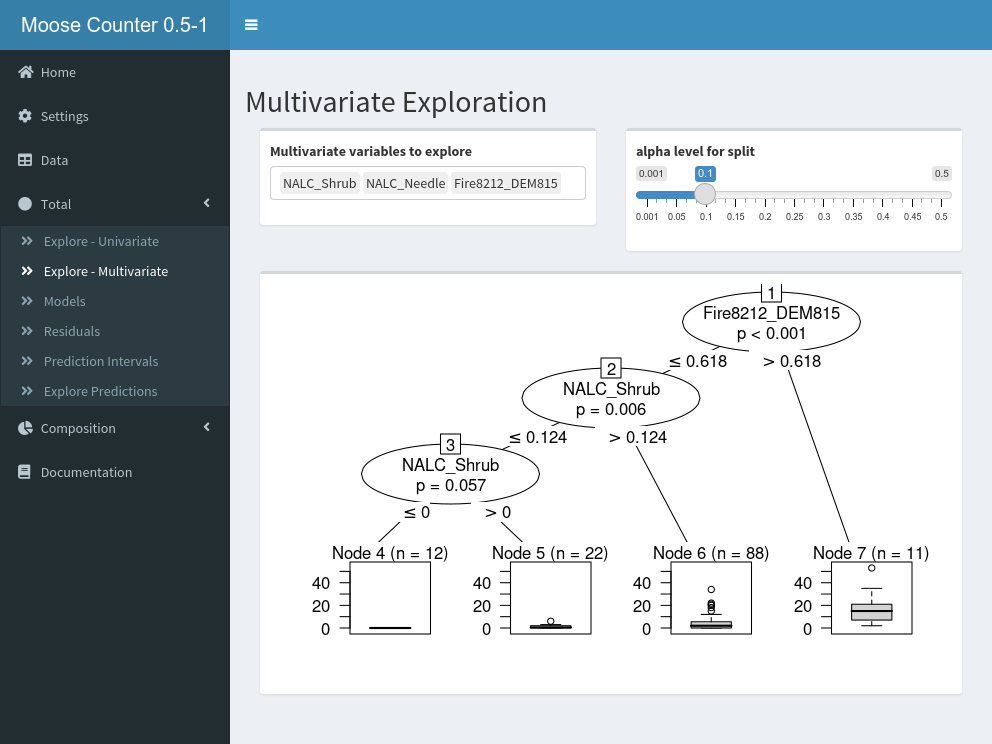 Moose Counter 0.5-1
Home
Settings
Data
Total
Explore - Univariate
Explore - Multivariate
Models
Residuals
Prediction Intervals
Explore Predictions
Composition
Documentation
Multivariate Exploration
Multivariate variables to explore
NALC_Shrub NALC_Needle Fire8212_DEM815
alpha level for split
0.001 0.1 0.5
0.001 0.05 0.1 0.15 0.2 0.25 0.3 0.35 0.4 0.45 0.5
1
Fire8212_DEM815
p < 0.001
≤ 0.618 > 0.618
2
NALC_Shrub
p = 0.006
≤ 0.124 > 0.124
3
NALC_Shrub
p = 0.057
≤ 0 > 0
Node 4 (n = 12) Node 5 (n = 22) Node 6 (n = 88) Node 7 (n = 11)
40 40 40 40
20 20 20 20
0 0 0 0